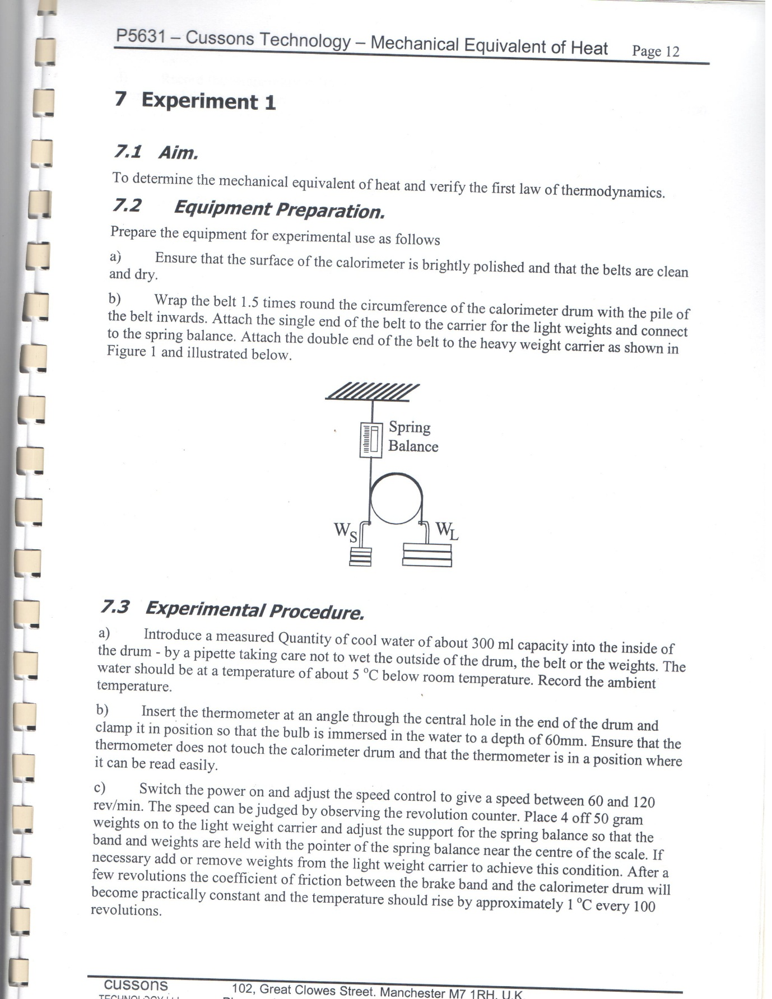 P5631 – Cussons Technology – Mechanical Equivalent of Heat Page 12
7 Experiment 1
7.1 Aim.
To determine the mechanical equivalent of heat and verify the first law of thermodynamics.
7.2 Equipment Preparation.
Prepare the equipment for experimental use as follows
a) Ensure that the surface of the calorimeter is brightly polished and that the belts are clean
and dry.
b) Wrap the belt 1.5 times round the circumference of the calorimeter drum with the pile of
the belt inwards. Attach the single end of the belt to the carrier for the light weights and connect
to the spring balance. Attach the double end of the belt to the heavy weight carrier as shown in
Figure 1 and illustrated below.
Spring
Balance
WS
WL
7.3 Experimental Procedure.
a) Introduce a measured Quantity of cool water of about 300 ml capacity into the inside of
the drum - by a pipette taking care not to wet the outside of the drum, the belt or the weights. The
water should be at a temperature of about 5 °C below room temperature. Record the ambient
temperature.
b) Insert the thermometer at an angle through the central hole in the end of the drum and
clamp it in position so that the bulb is immersed in the water to a depth of 60mm. Ensure that the
thermometer does not touch the calorimeter drum and that the thermometer is in a position where
it can be read easily.
c) Switch the power on and adjust the speed control to give a speed between 60 and 120
rev/min. The speed can be judged by observing the revolution counter. Place 4 off 50 gram
weights on to the light weight carrier and adjust the support for the spring balance so that the
band and weights are held with the pointer of the spring balance near the centre of the scale. If
necessary add or remove weights from the light weight carrier to achieve this condition. After a
few revolutions the coefficient of friction between the brake band and the calorimeter drum will
become practically constant and the temperature should rise by approximately 1 °C every 100
revolutions.
cussons
102, Great Clowes Street. Manchester M7 1RH. U.K.